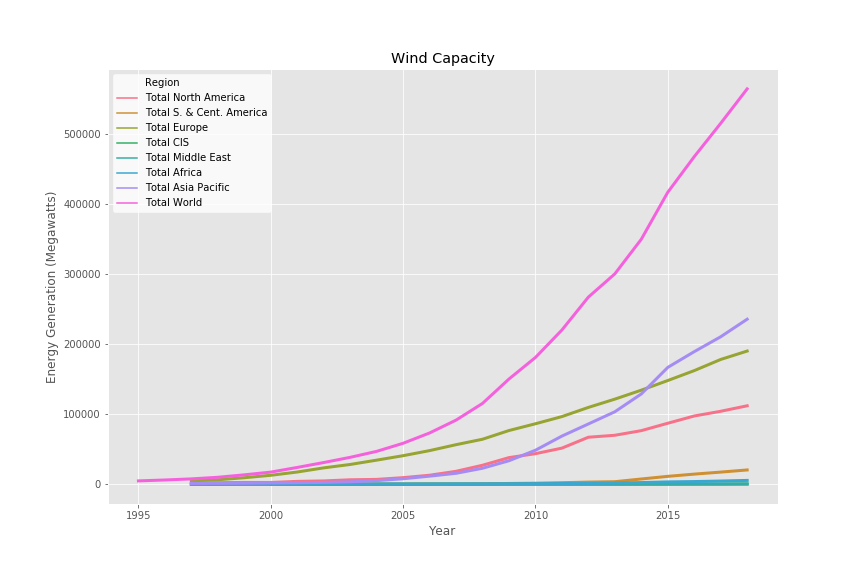 Wind Capacity
Region
Total North America
Total S. & Cent. America
Total Europe
Total CIS
Total Middle East
Total Africa
Total Asia Pacific
Total World
Energy Generation (Megawatts)
500000
400000
300000
200000
100000
0
1995
2000
2005
2010
2015
Year